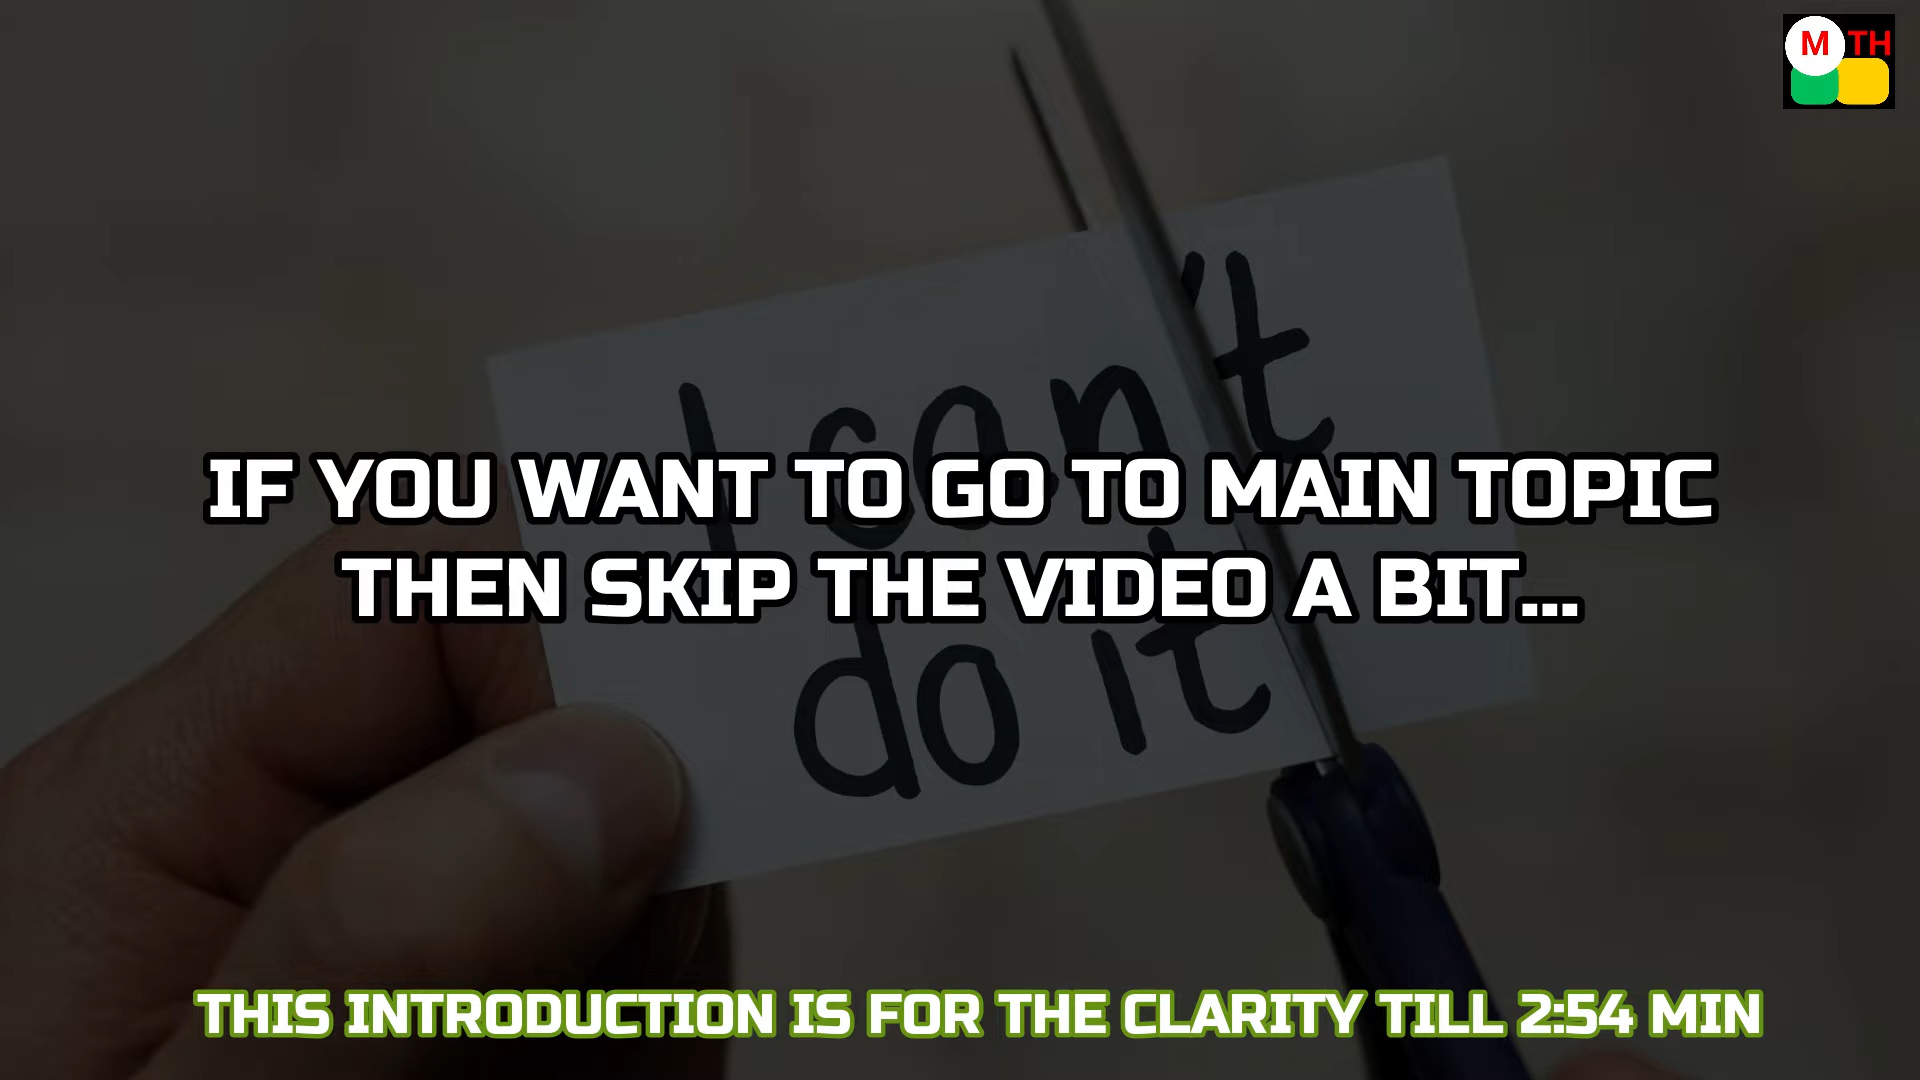 M TH
I can't
IF YOU WANT TO GO TO MAIN TOPIC
THEN SKIP THE VIDEO A BIT...
do it
THIS INTRODUCTION IS FOR THE CLARITY TILL 2:54 MIN